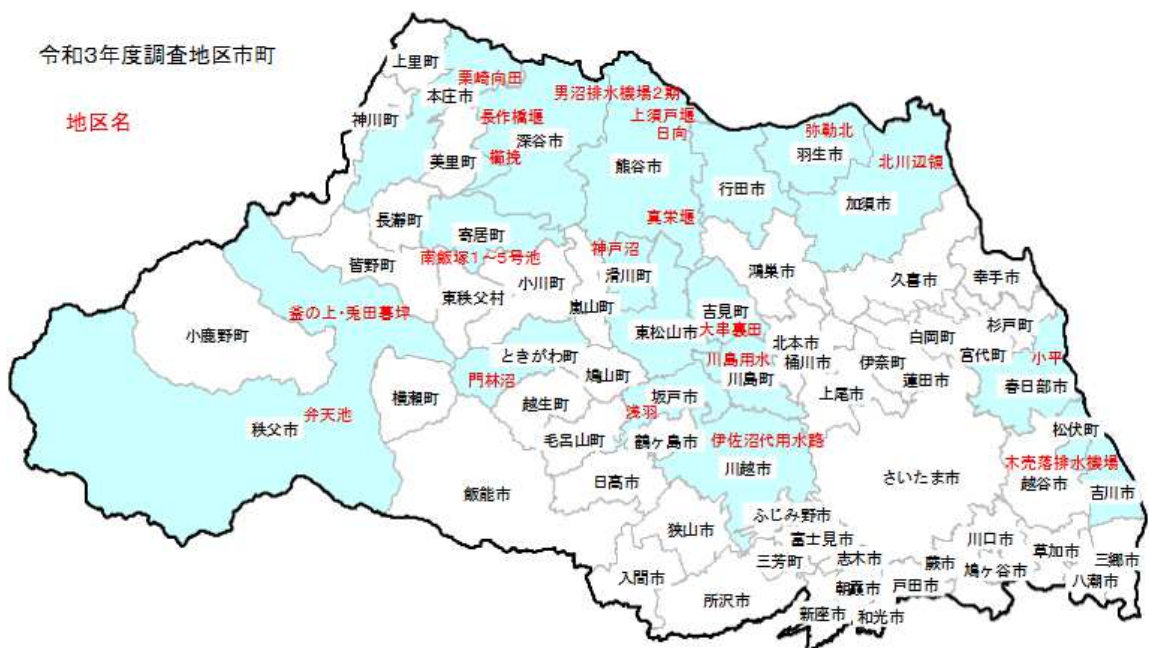 令和3年度調査地区市町
地区名
上里町
栗崎向田
本庄市
男沼排水機場2期
神川町
長作橋堰
上須戸堰
日向
弥勒北
深谷市
羽生市
櫛挽
美里町
熊谷市
北川辺領
行田市
加須市
長瀞町
真栄堰
寄居町
神戸沼
南飯塚1~5号池
皆野町
滑川町
鴻巣市
久喜市
幸手市
小川町
東秩父村
嵐山町
吉見町
釜の上・兎田暮坪
小鹿野町
東松山市
大串裏田
白岡町
杉戸町
北本市
ときがわ町
川島用水
宮代町
小平
桶川市
伊奈町
門林沼
鳩山町
川島町
蓮田市
春日部市
横瀬町
坂戸市
上尾市
越生町
浅羽
弁天池
秩父市
松伏町
毛呂山町
鶴ヶ島市
伊佐沼代用水路
川越市
木売落排水機場
さいたま市
越谷市
日高市
飯能市
吉川市
ふじみ野市
狭山市
富士見市
川口市
草加市
三芳町
志木市
蕨市
三郷市
鳩ヶ谷市
入間市
朝霞市
戸田市
八潮市
所沢市
新座市
和光市